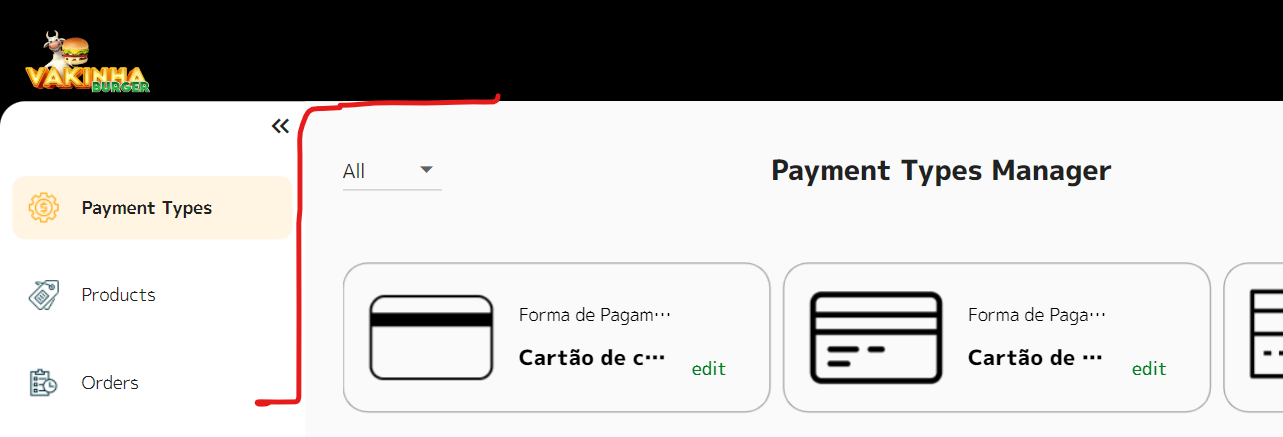 VAKINHA
BURGER
All
Payment Types Manager
Payment Types
Products
Orders
Forma de Pagam...
Cartão de c...
edit
Forma de Paga...
Cartão de ...
edit